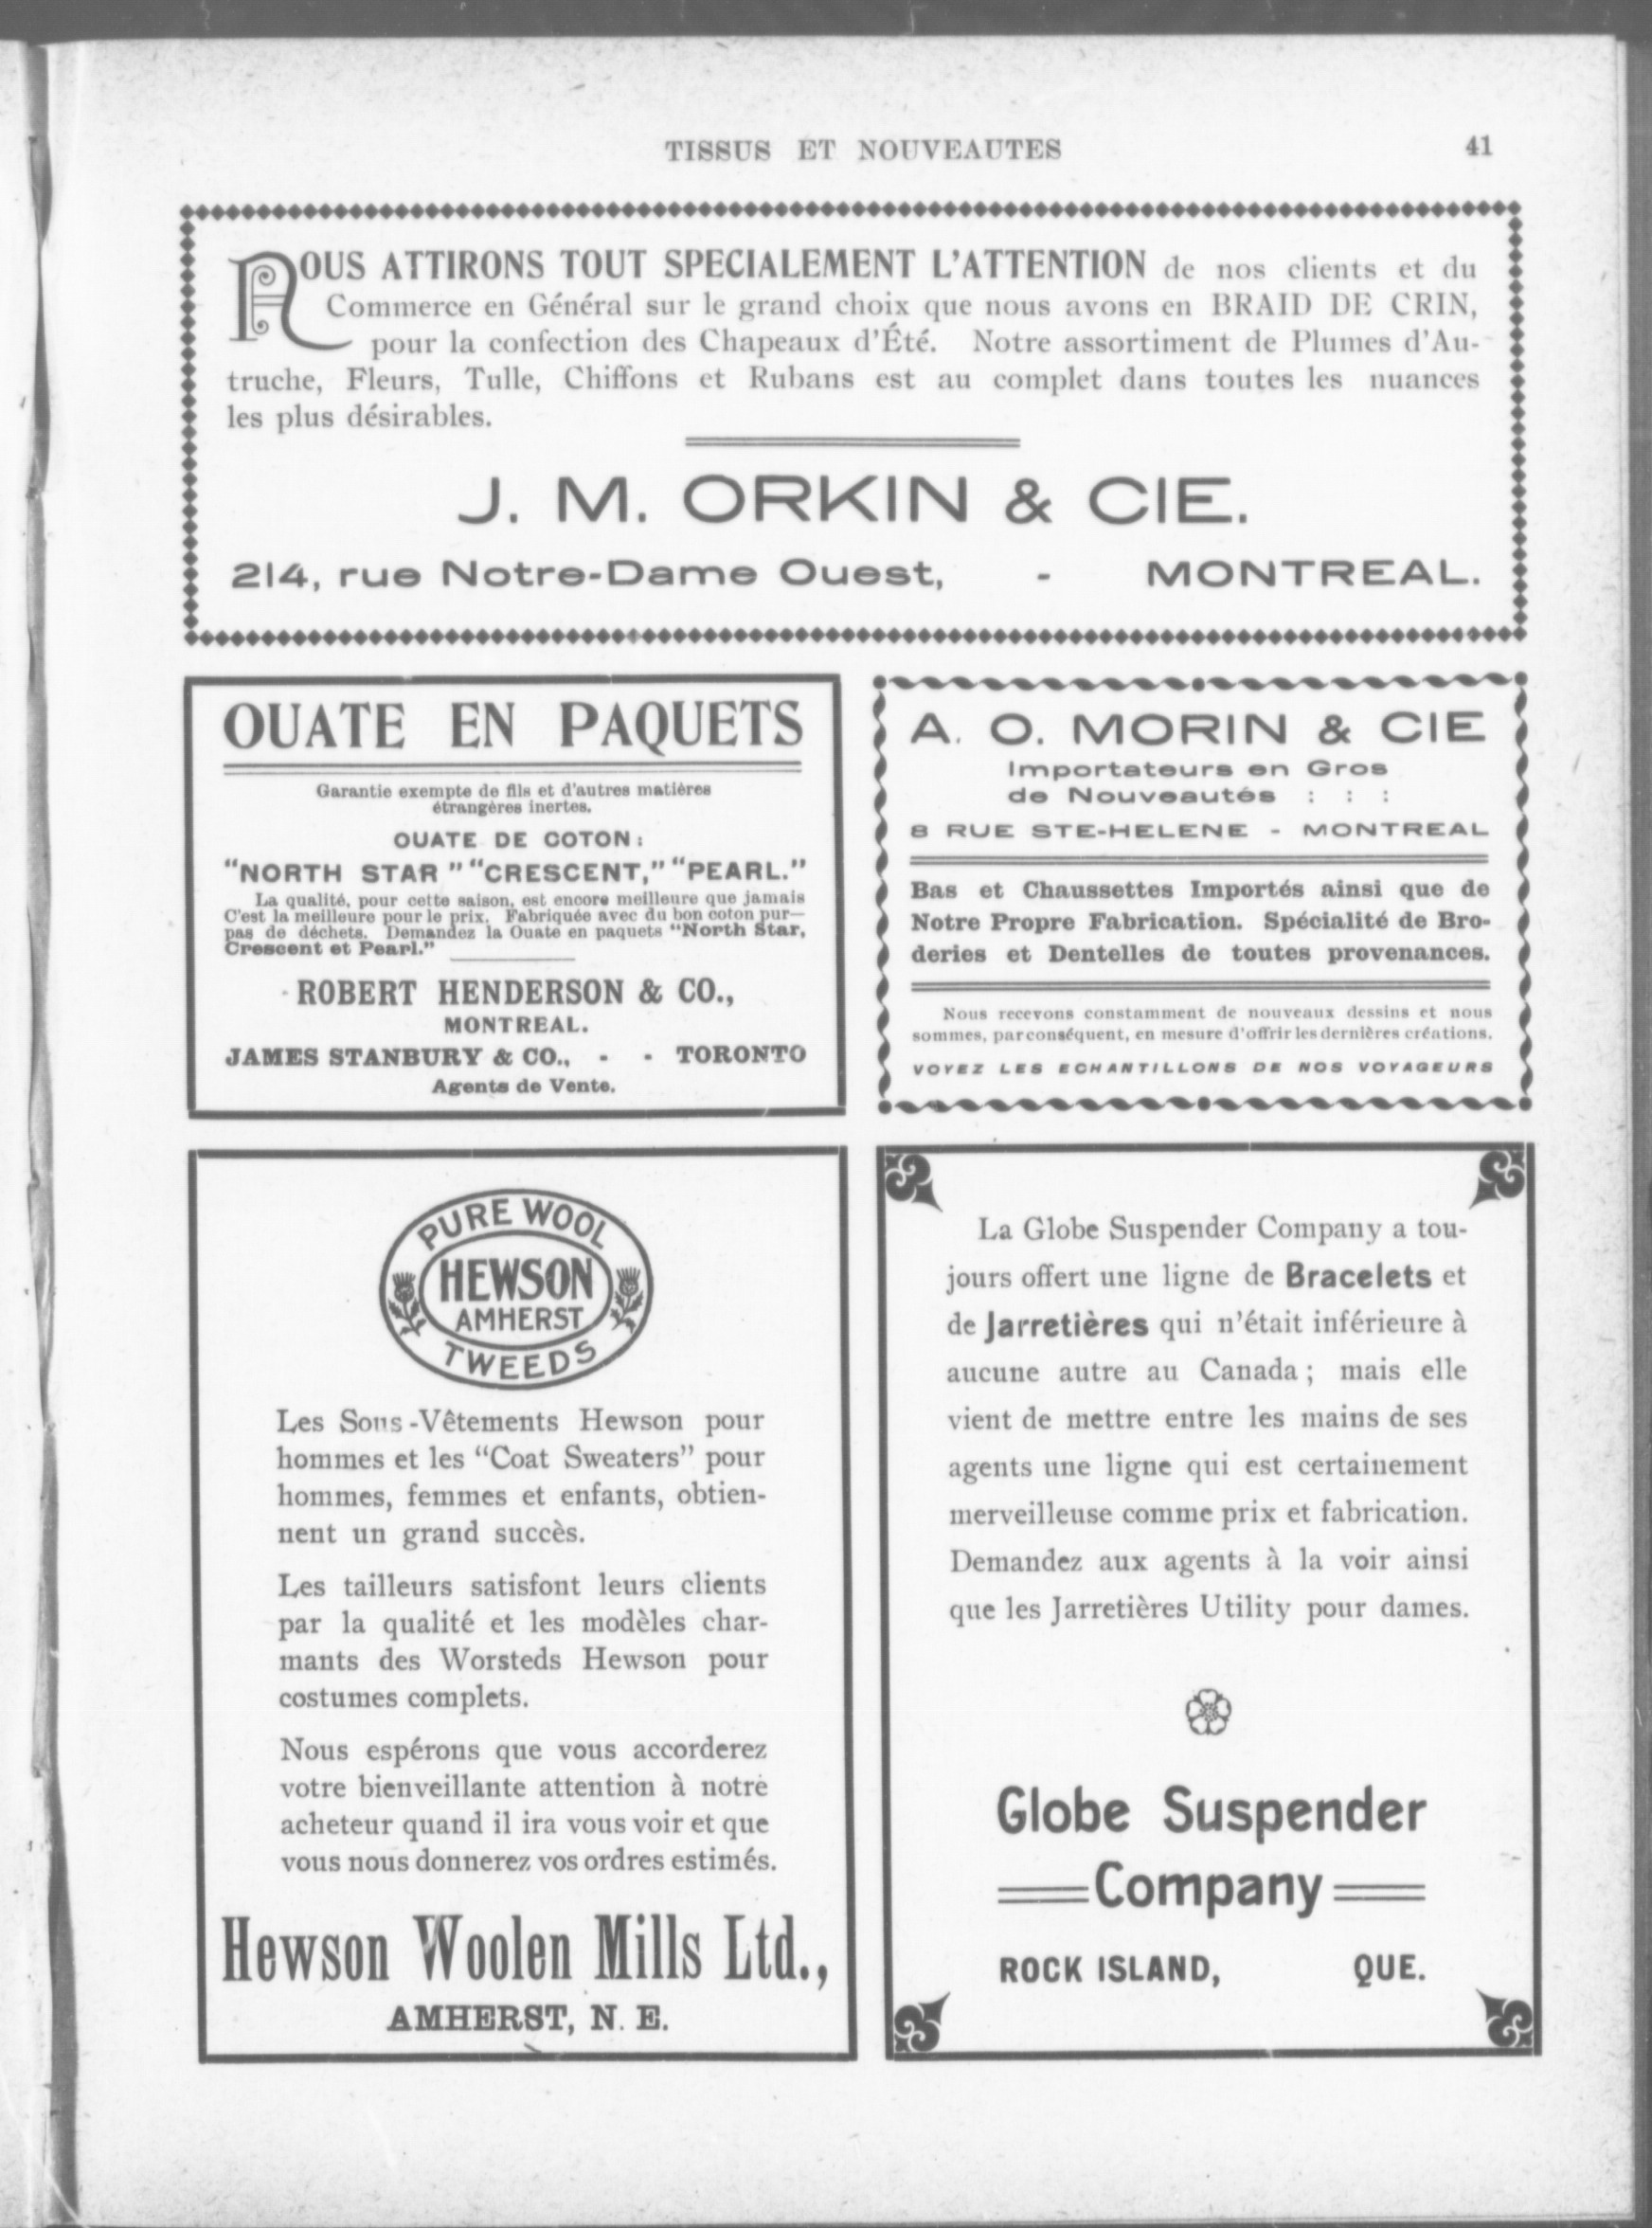 TISSUS ET NOUVEAUTES
41
NOUS ATTIRONS TOUT SPECIALEMENT L'ATTENTION de nos clients et du
Commerce en Général sur le grand choix que nous avons en BRAID DE CRIN,
pour la confection des Chapeaux d'Été. Notre assortiment de Plumes d'Au-
truche, Fleurs, Tulle, Chiffons et Rubans est au complet dans toutes les nuances
les plus désirables.
J. M. ORKIN & CIE.
214, rue Notre-Dame Ouest, - MONTREAL.
OUATE EN PAQUETS
Garantie exempte de fils et d'autres matières
étrangères inertes.
OUATE DE COTON:
"NORTH STAR" "CRESCENT," "PEARL."
La qualité, pour cette saison, est encore meilleure que jamais
C'est la meilleure pour le prix. Fabriquée avec du bon coton pur—
pas de déchets. Demandez la Ouate en paquets "North Star,
Crescent et Pearl."
ROBERT HENDERSON & CO.,
MONTREAL.
JAMES STANBURY & CO., - - TORONTO
Agents de Vente.
A. O. MORIN & CIE
Importateurs en Gros
de Nouveautés : : :
8 RUE STE-HELENE - MONTREAL
Bas et Chaussettes Importés ainsi que de
Notre Propre Fabrication. Spécialité de Bro-
deries et Dentelles de toutes provenances.
Nous recevons constamment de nouveaux dessins et nous
sommes, par conséquent, en mesure d'offrir les dernières créations.
VOYEZ LES ECHANTILLONS DE NOS VOYAGEURS
PURE WOOL
HEWSON
AMHERST
TWEEDS
Les Sous-Vêtements Hewson pour
hommes et les "Coat Sweaters" pour
hommes, femmes et enfants, obtien-
nent un grand succès.
Les tailleurs satisfont leurs clients
par la qualité et les modèles char-
mants des Worsteds Hewson pour
costumes complets.
Nous espérons que vous accorderez
votre bienveillante attention à notre
acheteur quand il ira vous voir et que
vous nous donnerez vos ordres estimés.
Hewson Woolen Mills Ltd.,
AMHERST, N. E.
La Globe Suspender Company a tou-
jours offert une ligne de Bracelets et
de Jarretières qui n'était inférieure à
aucune autre au Canada ; mais elle
vient de mettre entre les mains de ses
agents une ligne qui est certainement
merveilleuse comme prix et fabrication.
Demandez aux agents à la voir ainsi
que les Jarretières Utility pour dames.
Globe Suspender
Company
ROCK ISLAND, QUE.